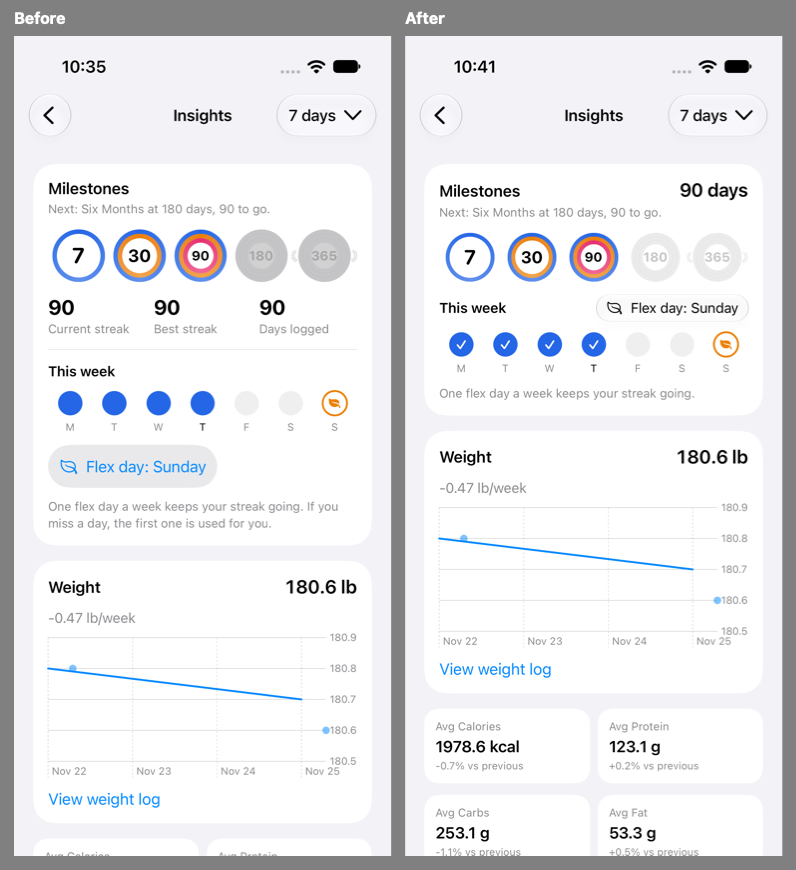 Before
10:35
Insights
7 days
Milestones
Next: Six Months at 180 days, 90 to go.
7 30 90 180 365
90 90 90
Current streak Best streak Days logged
This week
M T W T F S S
Flex day: Sunday
One flex day a week keeps your streak going. If you
miss a day, the first one is used for you.
Weight 180.6 lb
-0.47 lb/week
180.9
180.8
180.7
180.6
180.5
Nov 22 Nov 23 Nov 24 Nov 25
View weight log
Avg Calories Avg Protein
After
10:41
Insights
7 days
Milestones 90 days
Next: Six Months at 180 days, 90 to go.
7 30 90 180 365
This week Flex day: Sunday
M T W T F S S
One flex day a week keeps your streak going.
Weight 180.6 lb
-0.47 lb/week
180.9
180.8
180.7
180.6
180.5
Nov 22 Nov 23 Nov 24 Nov 25
View weight log
Avg Calories Avg Protein
1978.6 kcal 123.1 g
-0.7% vs previous +0.2% vs previous
Avg Carbs Avg Fat
253.1 g 53.3 g
-1.1% vs previous +0.5% vs previous